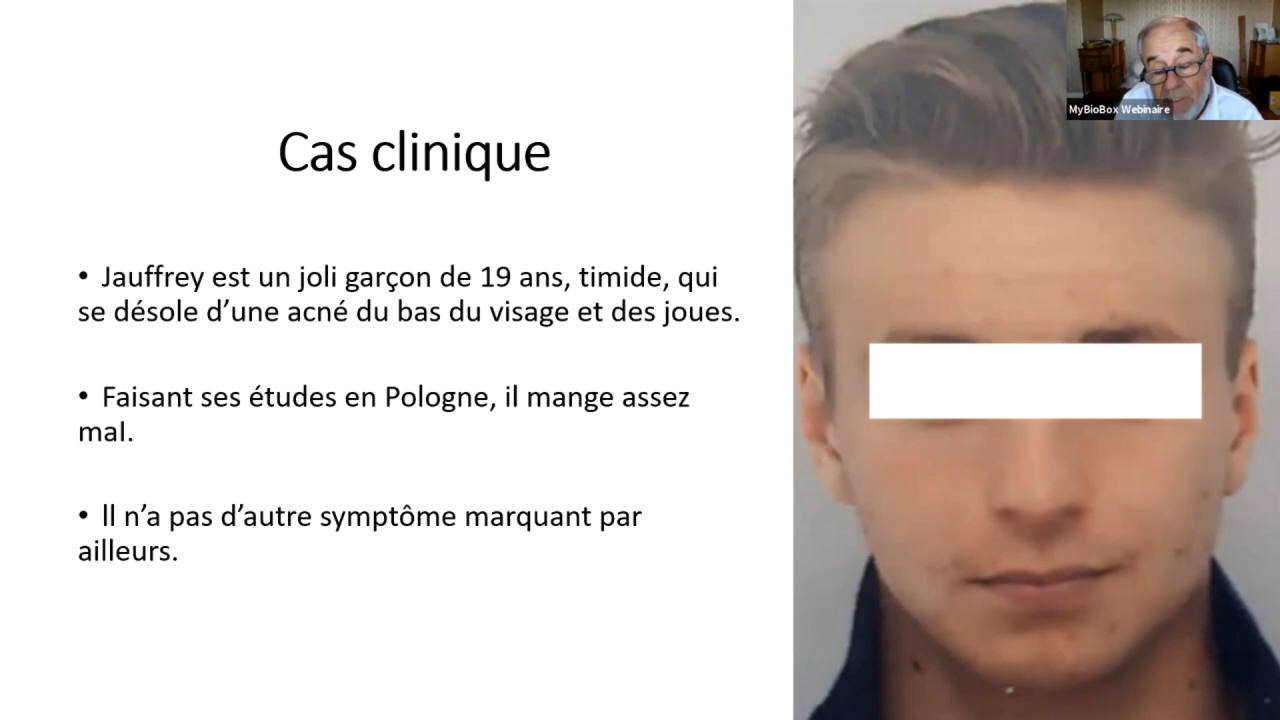 MyBioBox Webinaire
Cas clinique
• Jauffrey est un joli garçon de 19 ans, timide, qui
se désole d’une acné du bas du visage et des joues.
• Faisant ses études en Pologne, il mange assez
mal.
• ll n’a pas d’autre symptôme marquant par
ailleurs.